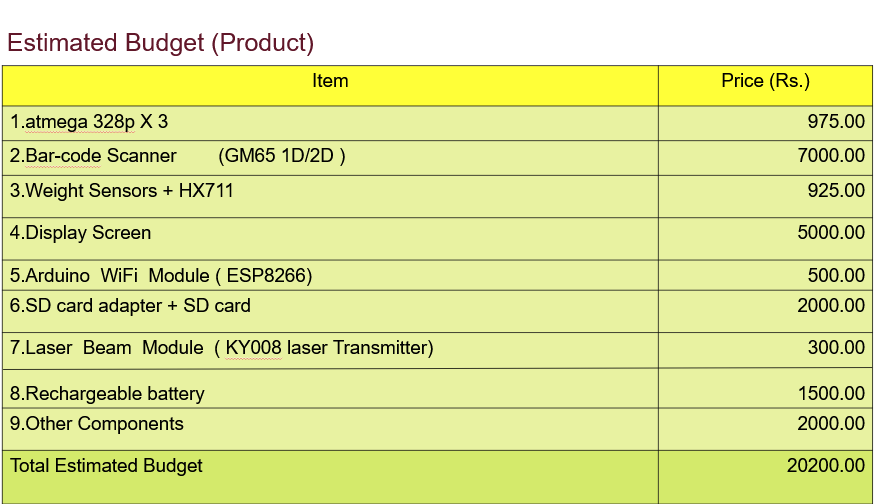 Estimated Budget (Product)
Item Price (Rs.)
1.atmega 328p X 3 975.00
2.Bar-code Scanner (GM65 1D/2D ) 7000.00
3.Weight Sensors + HX711 925.00
4.Display Screen 5000.00
5.Arduino WiFi Module ( ESP8266) 500.00
6.SD card adapter + SD card 2000.00
7.Laser Beam Module ( KY008 laser Transmitter) 300.00
8.Rechargeable battery 1500.00
9.Other Components 2000.00
Total Estimated Budget 20200.00